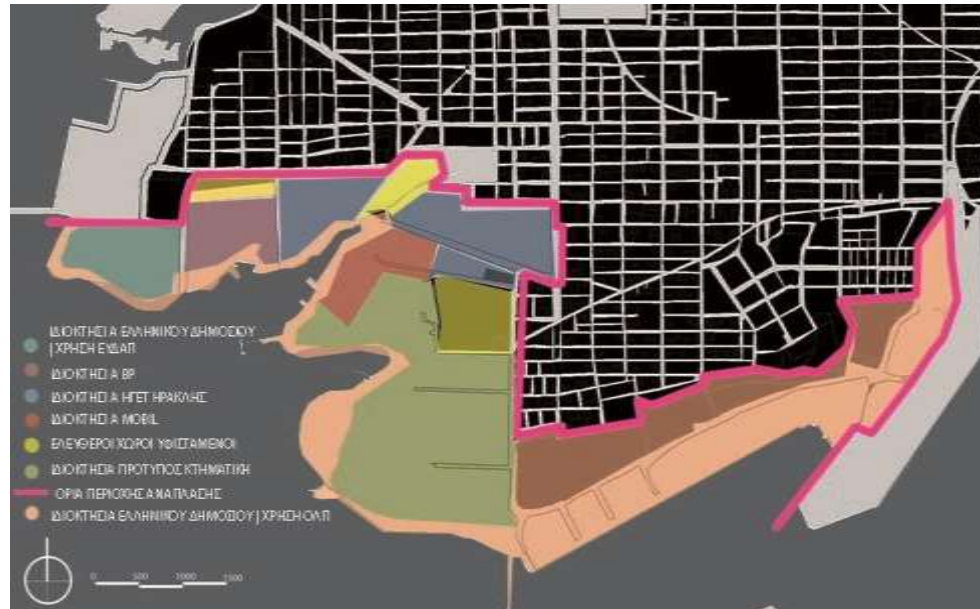 ΙΔΙΟΚΤΗΣΙΑ ΕΛΛΗΝΙΚΟΥ ΔΗΜΟΣΙΟΥ
| ΧΡΗΣΗ ΕΥΔΑΠ
ΙΔΙΟΚΤΗΣΙΑ BP
ΙΔΙΟΚΤΗΣΙΑ ΗΓΕΤ ΗΡΑΚΛΗΣ
ΙΔΙΟΚΤΗΣΙΑ MOBIL
ΕΛΕΥΘΕΡΟΙ ΧΩΡΟΙ ΥΦΙΣΤΑΜΕΝΟΙ
ΙΔΙΟΚΤΗΣΙΑ ΠΡΟΤΥΠΟΣ ΚΤΗΜΑΤΙΚΗ
ΟΡΙΑ ΠΕΡΙΟΧΗΣ ΑΝΑΠΛΑΣΗΣ
ΙΔΙΟΚΤΗΣΙΑ ΕΛΛΗΝΙΚΟΥ ΔΗΜΟΣΙΟΥ | ΧΡΗΣΗ ΟΛΠ
0 500 1000 1500